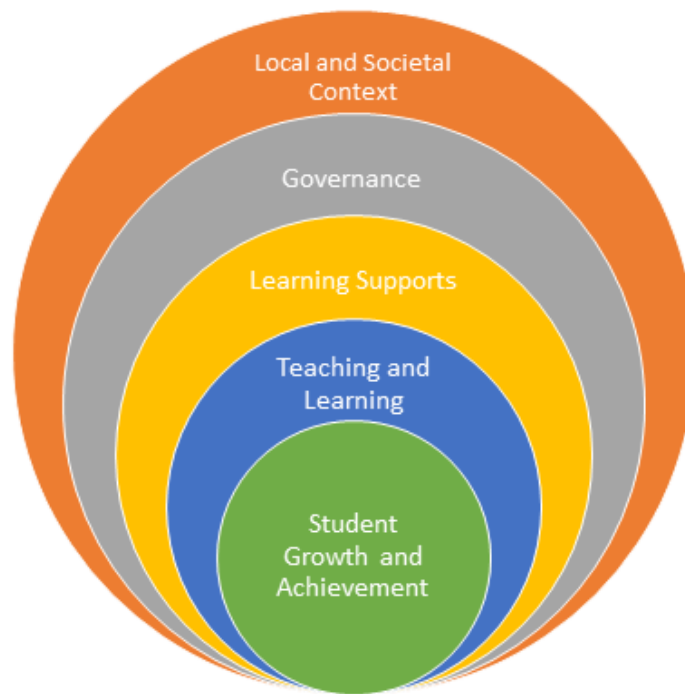 Local and Societal
Context
Governance
Learning Supports
Teaching and
Learning
Student
Growth and
Achievement